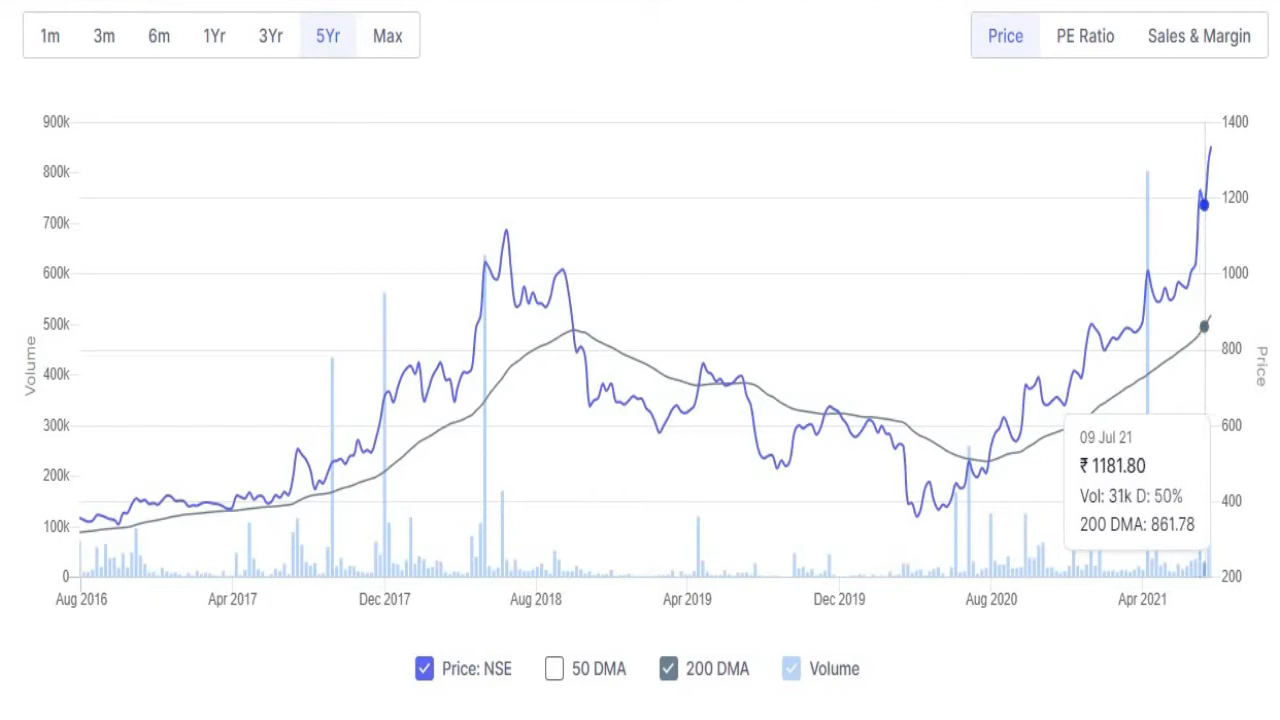 1m 3m 6m 1Yr 3Yr 5Yr Max Price PE Ratio Sales & Margin
900k 1400
800k
700k 1200
600k 1000
500k
400k 800
300k 600
200k
100k 400
0 200
Volume
Price
09 Jul 21
₹ 1181.80
Vol: 31k D: 50%
200 DMA: 861.78
Aug 2016 Apr 2017 Dec 2017 Aug 2018 Apr 2019 Dec 2019 Aug 2020 Apr 2021
Price: NSE 50 DMA 200 DMA Volume